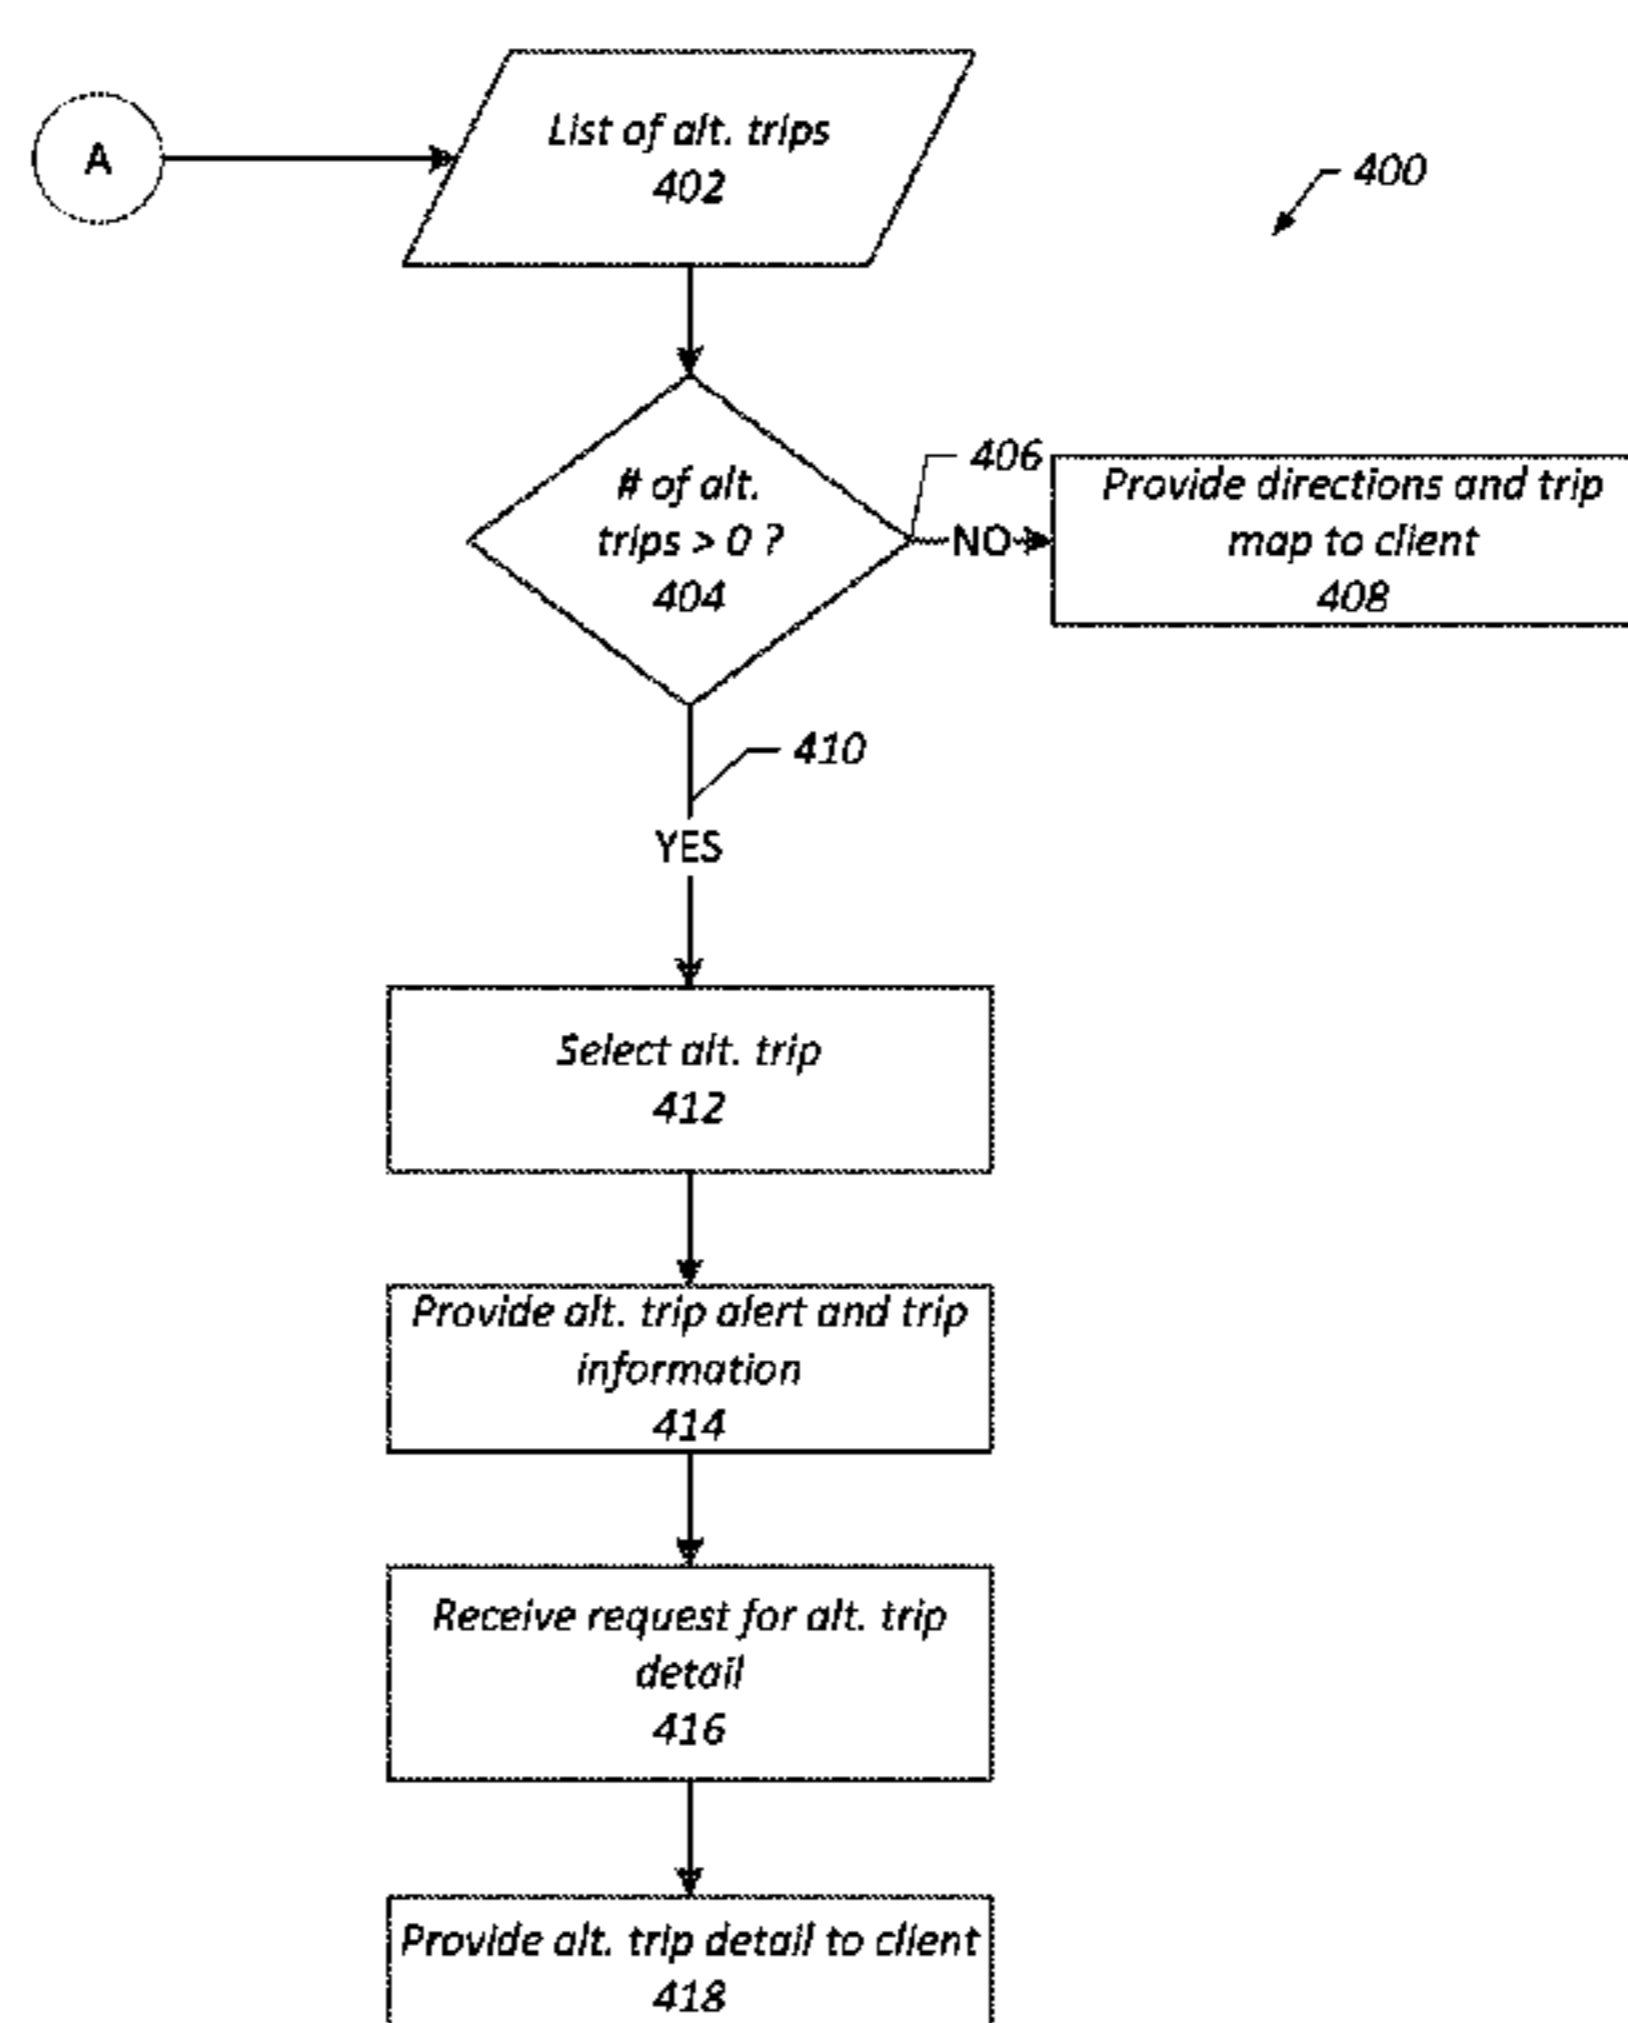 A
List of alt. trips
402
400
# of alt.
trips > 0 ?
404
406
NO
Provide directions and trip
map to client
408
410
YES
Select alt. trip
412
Provide alt. trip alert and trip
information
414
Receive request for alt. trip
detail
416
Provide alt. trip detail to client
418